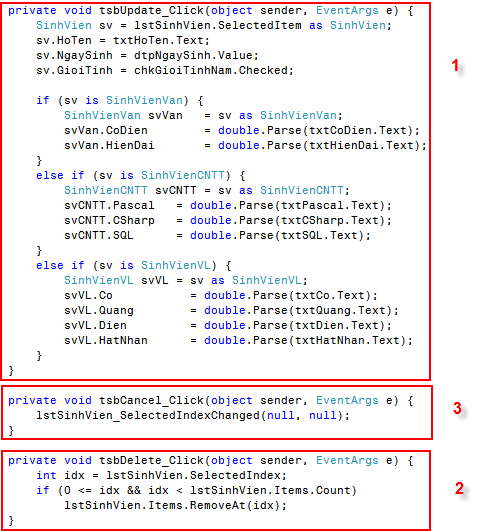 private void tsbUpdate_Click(object sender, EventArgs e) {
SinhVien sv = lstSinhVien.SelectedItem as SinhVien;
sv.HoTen = txtHoTen.Text;
sv.NgaySinh = dtpNgaySinh.Value;
sv.GioiTinh = chkGioiTinhNam.Checked;
1
if (sv is SinhVienVan) {
SinhVienVan svVan = sv as SinhVienVan;
svVan.CoDien = double.Parse(txtCoDien.Text);
svVan.HienDai = double.Parse(txtHienDai.Text);
}
else if (sv is SinhVienCNTT) {
SinhVienCNTT svCNTT = sv as SinhVienCNTT;
svCNTT.Pascal = double.Parse(txtPascal.Text);
svCNTT.CSharp = double.Parse(txtCSharp.Text);
svCNTT.SQL = double.Parse(txtSQL.Text);
}
else if (sv is SinhVienVL) {
SinhVienVL svVL = sv as SinhVienVL;
svVL.Co = double.Parse(txtCo.Text);
svVL.Quang = double.Parse(txtQuang.Text);
svVL.Dien = double.Parse(txtDien.Text);
svVL.HatNhan = double.Parse(txtHatNhan.Text);
}
}
private void tsbCancel_Click(object sender, EventArgs e) {
lstSinhVien_SelectedIndexChanged(null, null);
}
3
private void tsbDelete_Click(object sender, EventArgs e) {
int idx = lstSinhVien.SelectedIndex;
if (0 <= idx && idx < lstSinhVien.Items.Count)
lstSinhVien.Items.RemoveAt(idx);
}
2